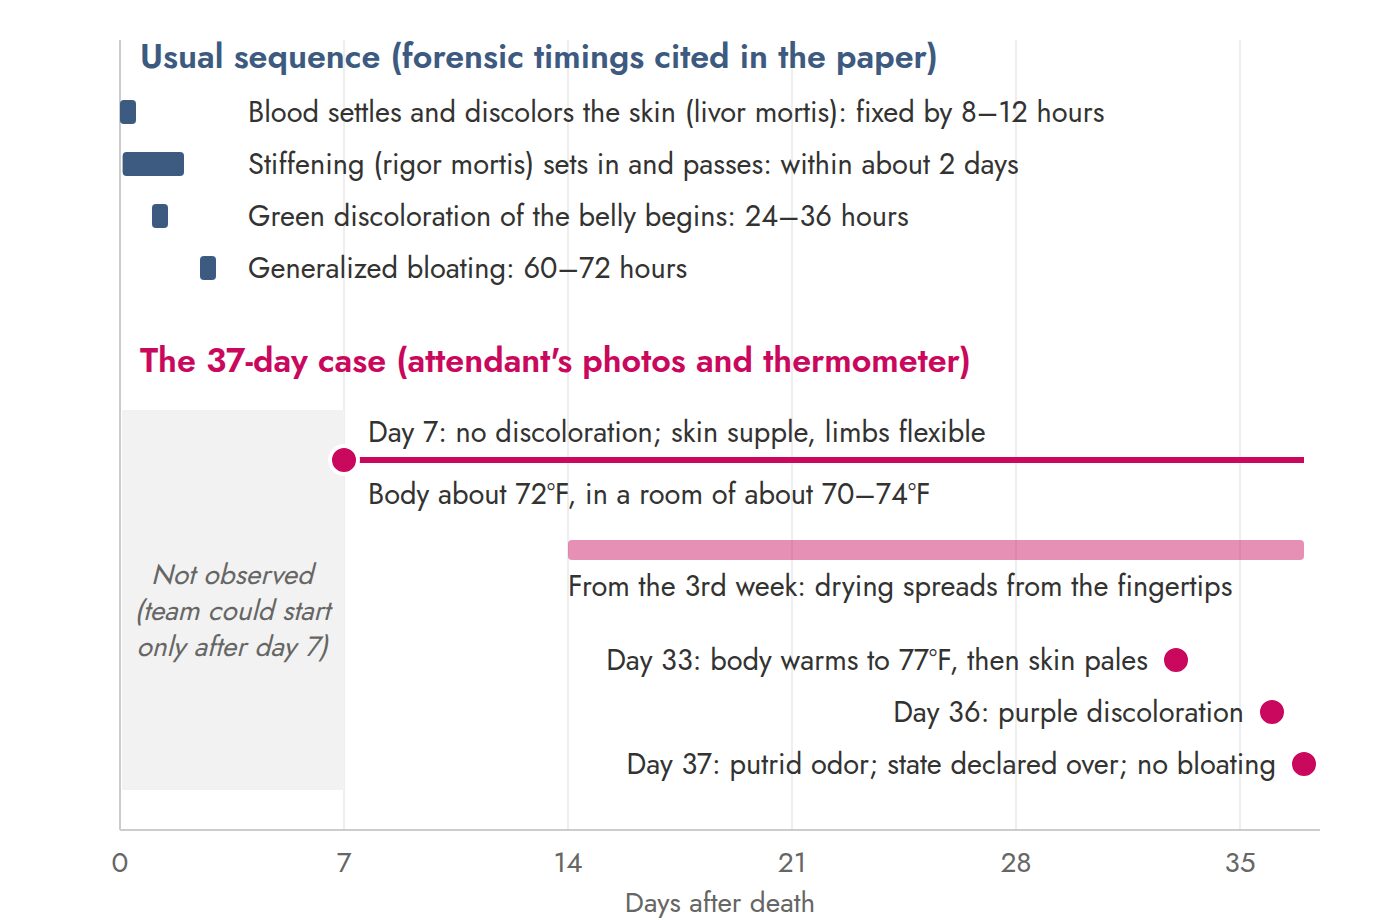 Usual sequence (forensic timings cited in the paper)
Blood settles and discolors the skin (livor mortis): fixed by 8–12 hours
Stiffening (rigor mortis) sets in and passes: within about 2 days
Green discoloration of the belly begins: 24–36 hours
Generalized bloating: 60–72 hours
The 37-day case (attendant's photos and thermometer)
Day 7: no discoloration; skin supple, limbs flexible
Body about 72°F, in a room of about 70–74°F
Not observed
(team could start
only after day 7)
From the 3rd week: drying spreads from the fingertips
Day 33: body warms to 77°F, then skin pales
Day 36: purple discoloration
Day 37: putrid odor; state declared over; no bloating
0 7 14 21 28 35
Days after death